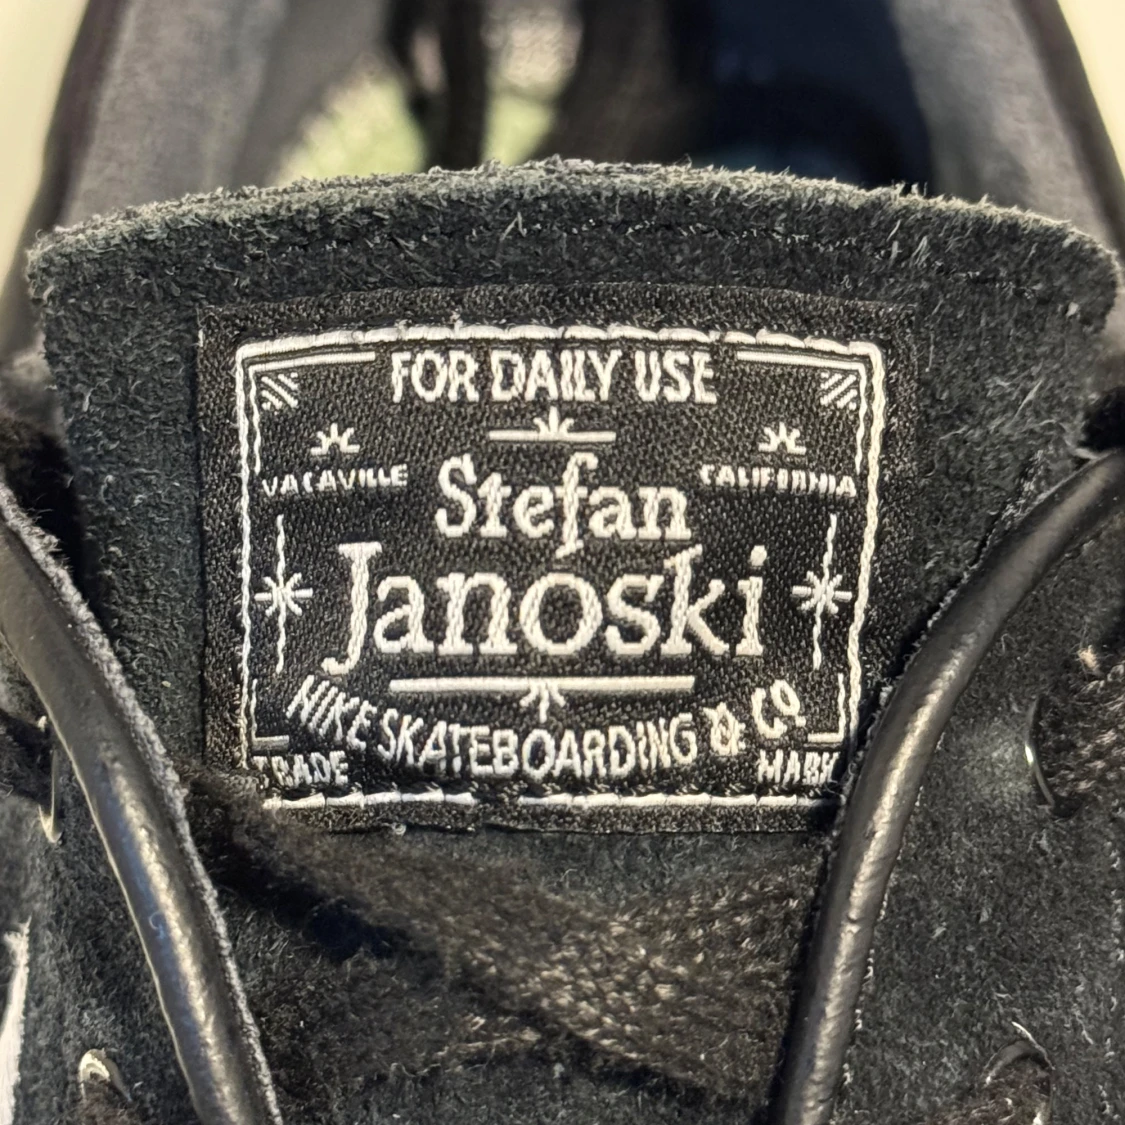 FOR DAILY USE
VACAVILLE
CALIFORNIA
Stefan
Janoski
NIKE SKATEBOARDING & CO.
TRADE MARK